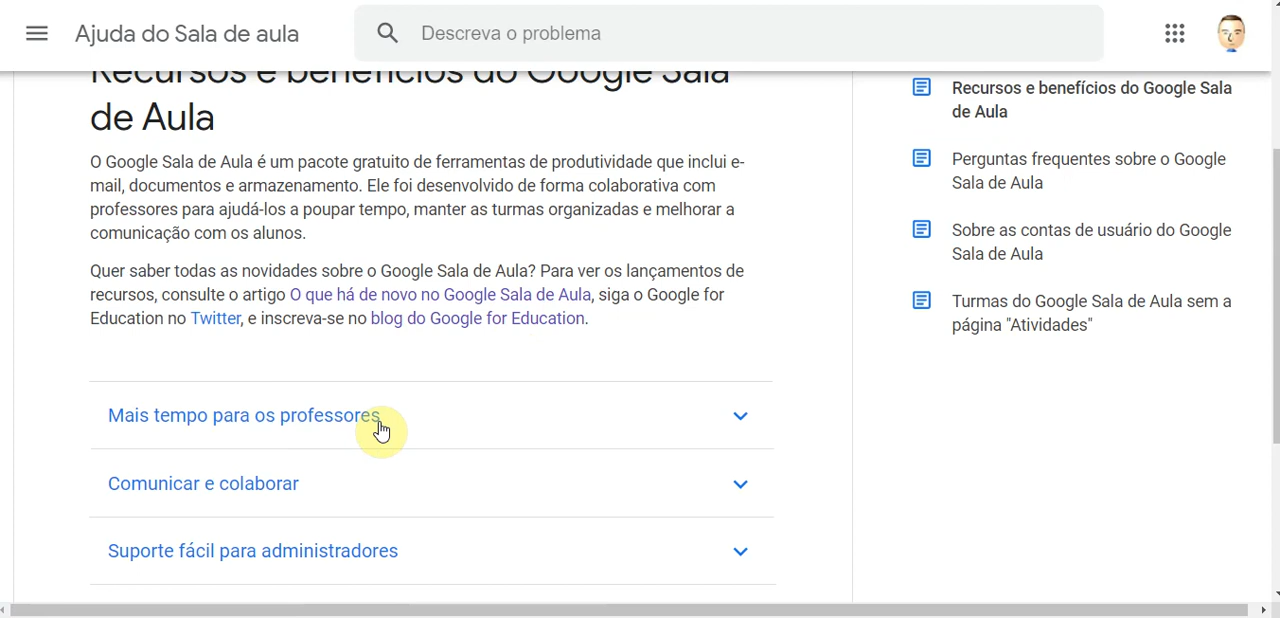 Ajuda do Sala de aula
Descreva o problema
Recursos e benefícios do Google Sala
de Aula
O Google Sala de Aula é um pacote gratuito de ferramentas de produtividade que inclui e-
mail, documentos e armazenamento. Ele foi desenvolvido de forma colaborativa com
professores para ajudá-los a poupar tempo, manter as turmas organizadas e melhorar a
comunicação com os alunos.
Quer saber todas as novidades sobre o Google Sala de Aula? Para ver os lançamentos de
recursos, consulte o artigo O que há de novo no Google Sala de Aula, siga o Google for
Education no Twitter, e inscreva-se no blog do Google for Education.
Mais tempo para os professores
Comunicar e colaborar
Suporte fácil para administradores
Recursos e benefícios do Google Sala
de Aula
Perguntas frequentes sobre o Google
Sala de Aula
Sobre as contas de usuário do Google
Sala de Aula
Turmas do Google Sala de Aula sem a
página "Atividades"